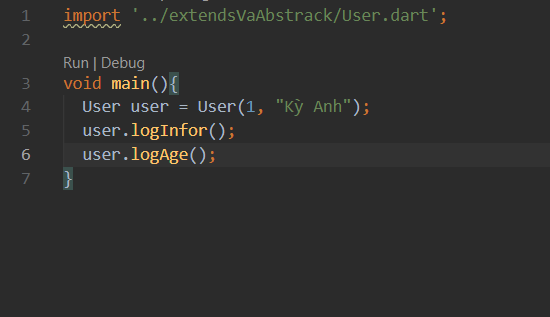 1 import '../extendsVaAbstrack/User.dart';
2
Run | Debug
3 void main(){
4 User user = User(1, "Kỳ Anh");
5 user.logInfor();
6 user.logAge();
7 }